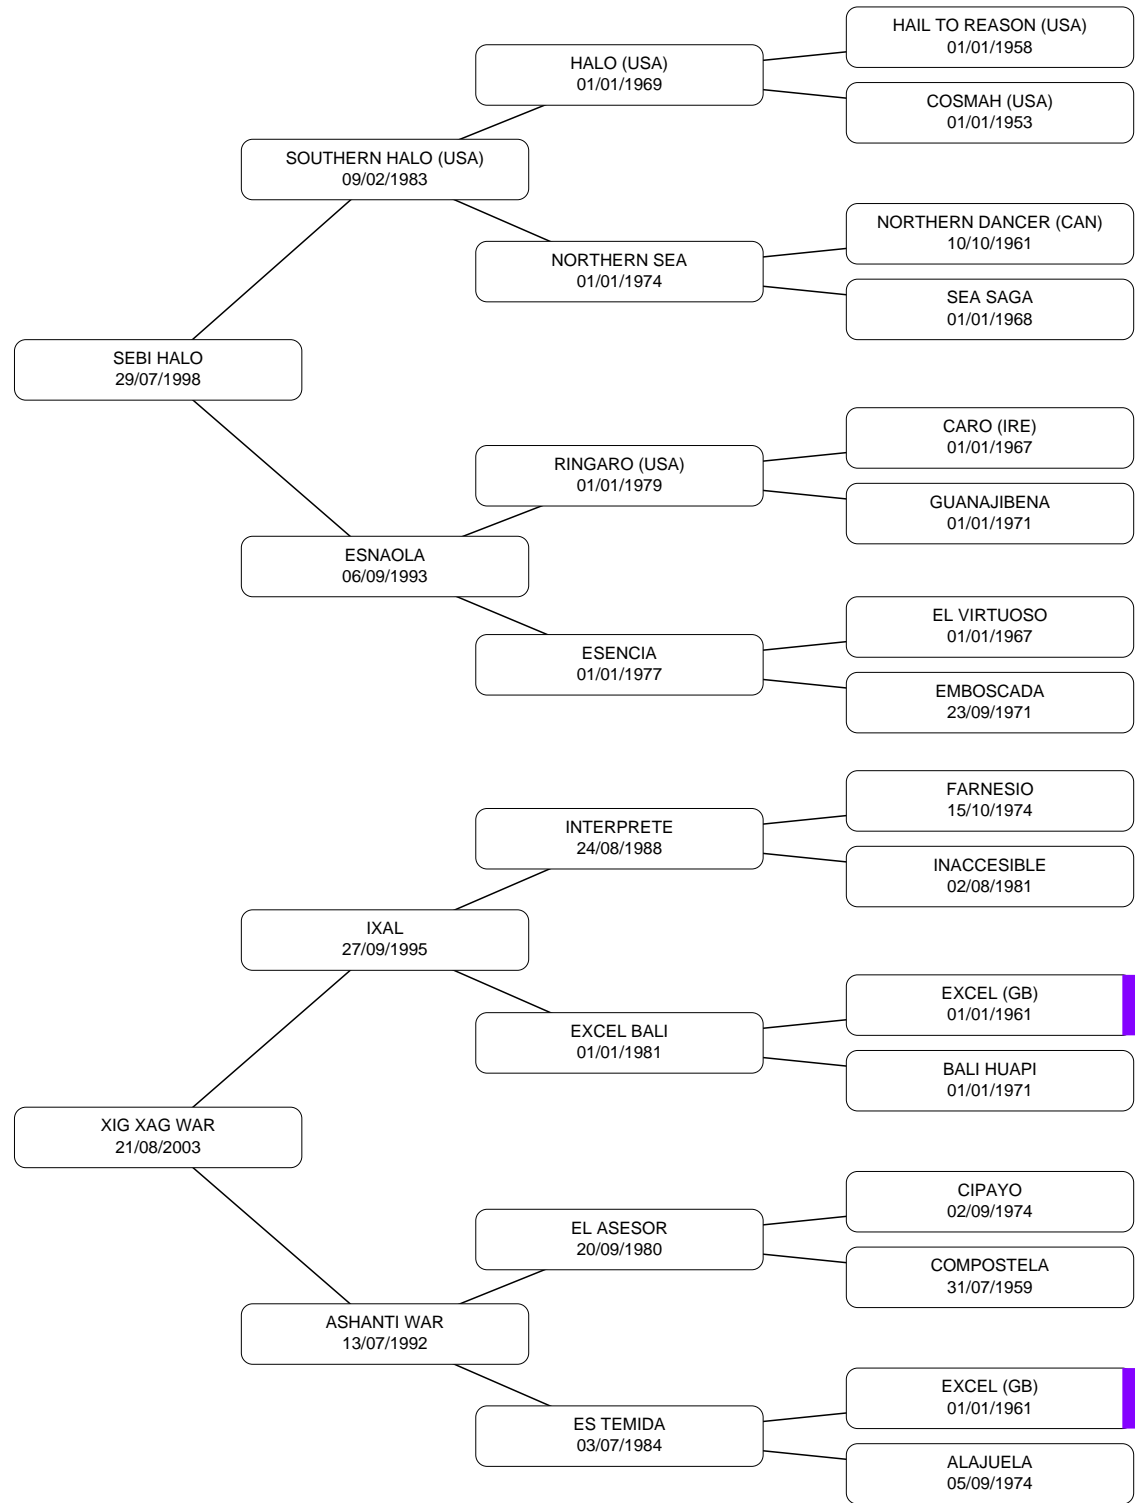 HAIL TO REASON (USA)
01/01/1958
HALO (USA)
01/01/1969
COSMAH (USA)
01/01/1953
SOUTHERN HALO (USA)
09/02/1983
NORTHERN DANCER (CAN)
10/10/1961
NORTHERN SEA
01/01/1974
SEA SAGA
01/01/1968
SEBI HALO
29/07/1998
CARO (IRE)
01/01/1967
RINGARO (USA)
01/01/1979
GUANAJIBENA
01/01/1971
ESNAOLA
06/09/1993
EL VIRTUOSO
01/01/1967
ESENCIA
01/01/1977
EMBOSCADA
23/09/1971
FARNESIO
15/10/1974
INTERPRETE
24/08/1988
INACCESIBLE
02/08/1981
IXAL
27/09/1995
EXCEL (GB)
01/01/1961
EXCEL BALI
01/01/1981
BALI HUAPI
01/01/1971
XIG XAG WAR
21/08/2003
CIPAYO
02/09/1974
EL ASESOR
20/09/1980
COMPOSTELA
31/07/1959
ASHANTI WAR
13/07/1992
EXCEL (GB)
01/01/1961
ES TEMIDA
03/07/1984
ALAJUELA
05/09/1974